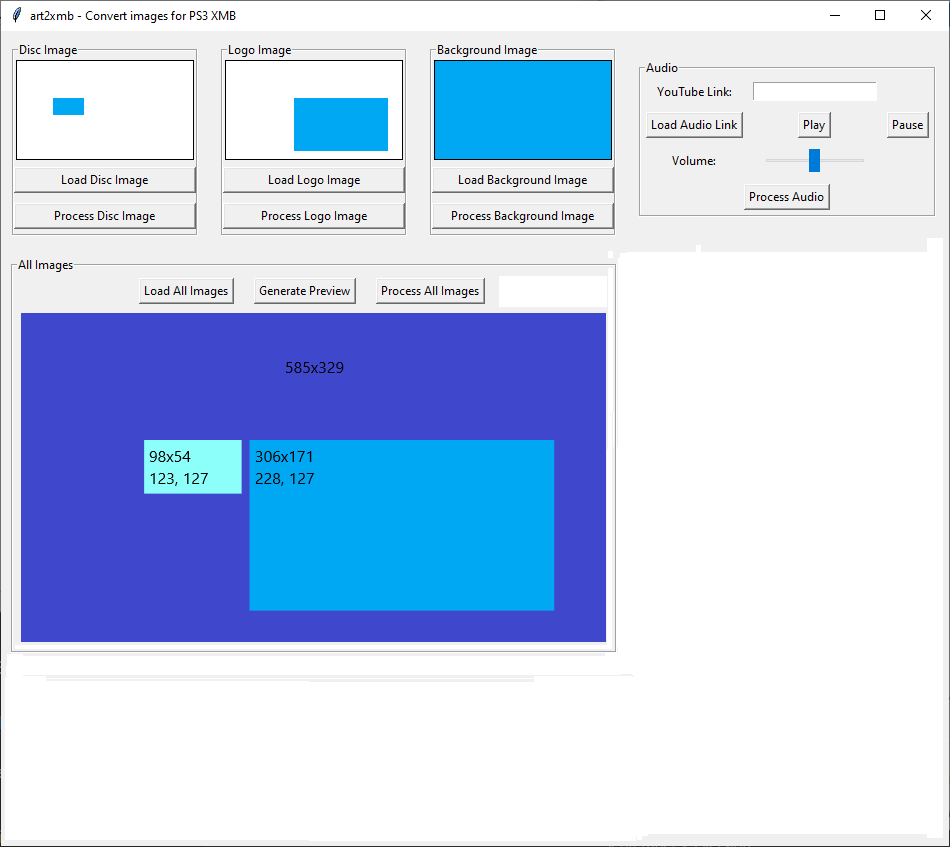 art2xmb - Convert images for PS3 XMB
Disc Image
Logo Image
Background Image
Load Disc Image
Load Logo Image
Load Background Image
Process Disc Image
Process Logo Image
Process Background Image
Audio
YouTube Link:
Load Audio Link
Play
Pause
Volume:
Process Audio
All Images
Load All Images
Generate Preview
Process All Images
585x329
98x54
123, 127
306x171
228, 127